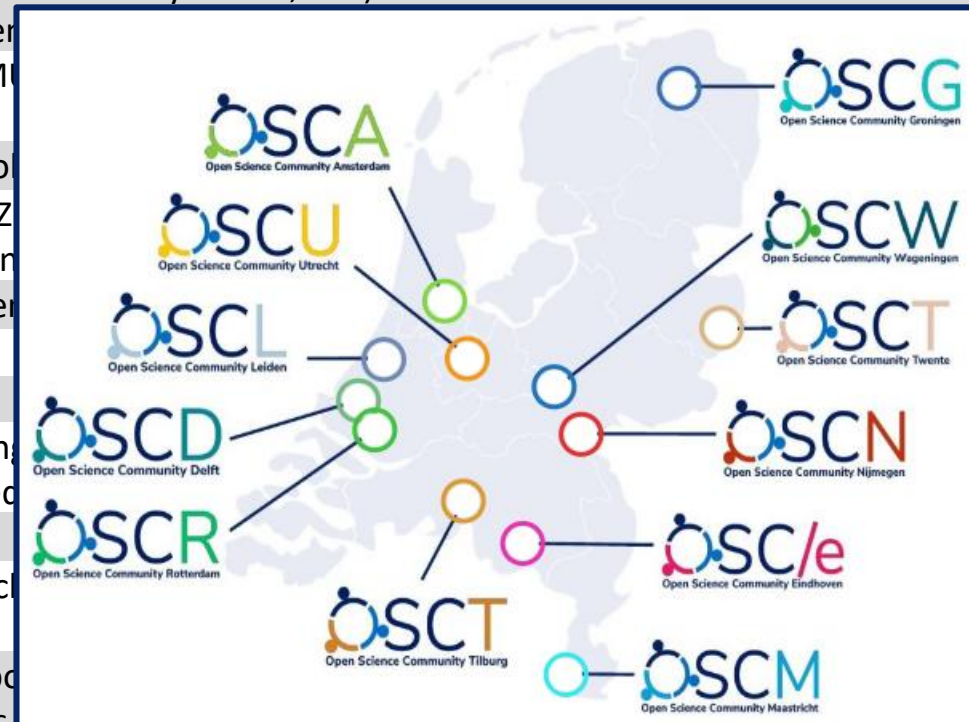 OSCG
Open Science Community Groningen
OSCA
Open Science Community Amsterdam
OSCU
Open Science Community Utrecht
OSCW
Open Science Community Wageningen
OSCL
Open Science Community Leiden
OSCT
Open Science Community Twente
OSCD
Open Science Community Delft
OSCN
Open Science Community Nijmegen
OSCR
Open Science Community Rotterdam
OSC/e
Open Science Community Eindhoven
OSCT
Open Science Community Tilburg
OSCM
Open Science Community Maastricht